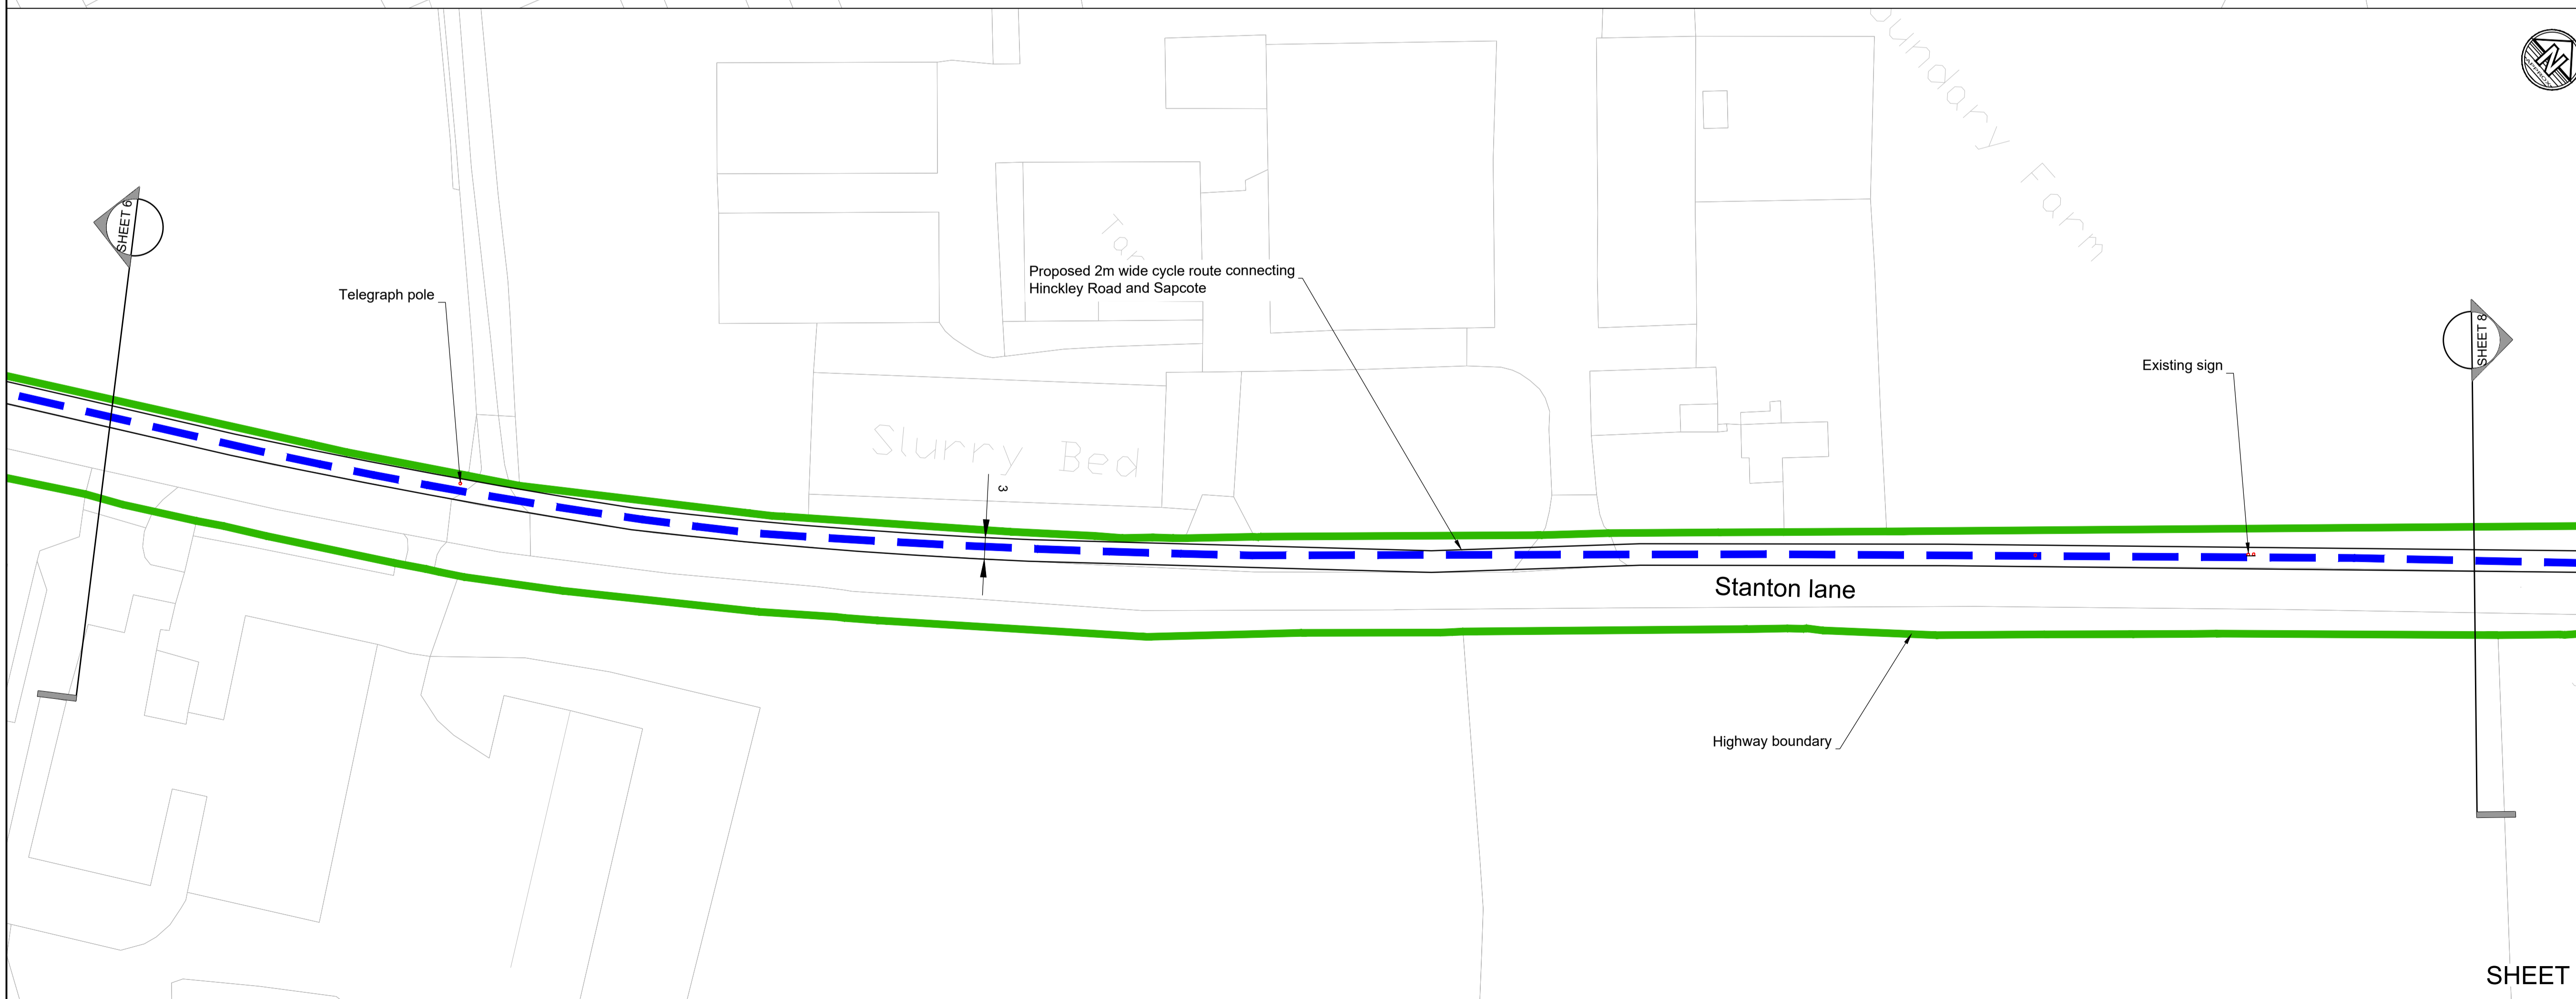 SHEET 6
Telegraph pole
Proposed 2m wide cycle route connecting
Hinckley Road and Sapcote
Farm
Existing sign
SHEET 8
Slurry Bed
3
Stanton lane
Highway boundary
SHEET